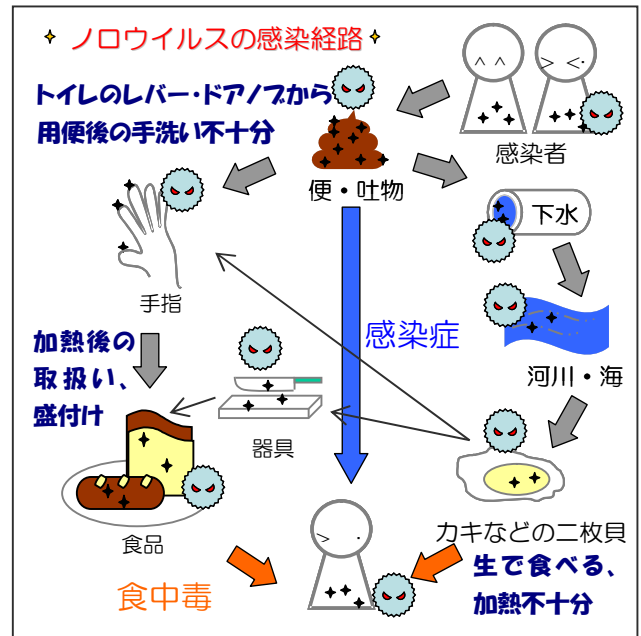 ノロウイルスの感染経路
トイレのレバー・ドアノブから
用便後の手洗い不十分
感染者
便・吐物
下水
手指
感染症
河川・海
加熱後の
取扱い、
盛付け
器具
カキなどの二枚貝
食品
生で食べる、
加熱不十分
食中毒